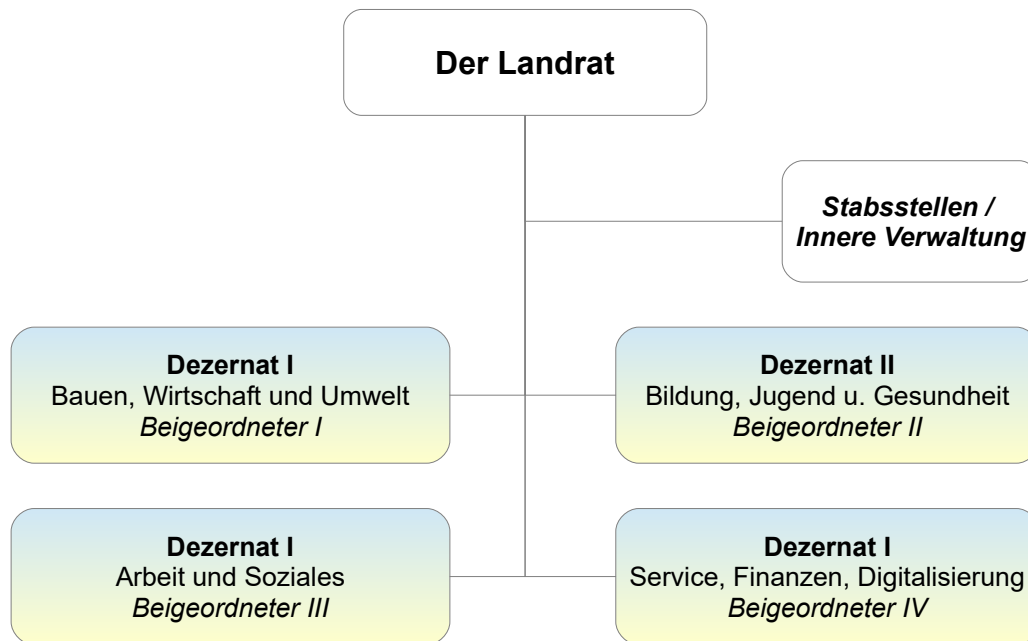 Der Landrat
Stabsstellen /
Innere Verwaltung
Dezernat I
Bauen, Wirtschaft und Umwelt
Beigeordneter I
Dezernat II
Bildung, Jugend u. Gesundheit
Beigeordneter II
Dezernat I
Arbeit und Soziales
Beigeordneter III
Dezernat I
Service, Finanzen, Digitalisierung
Beigeordneter IV